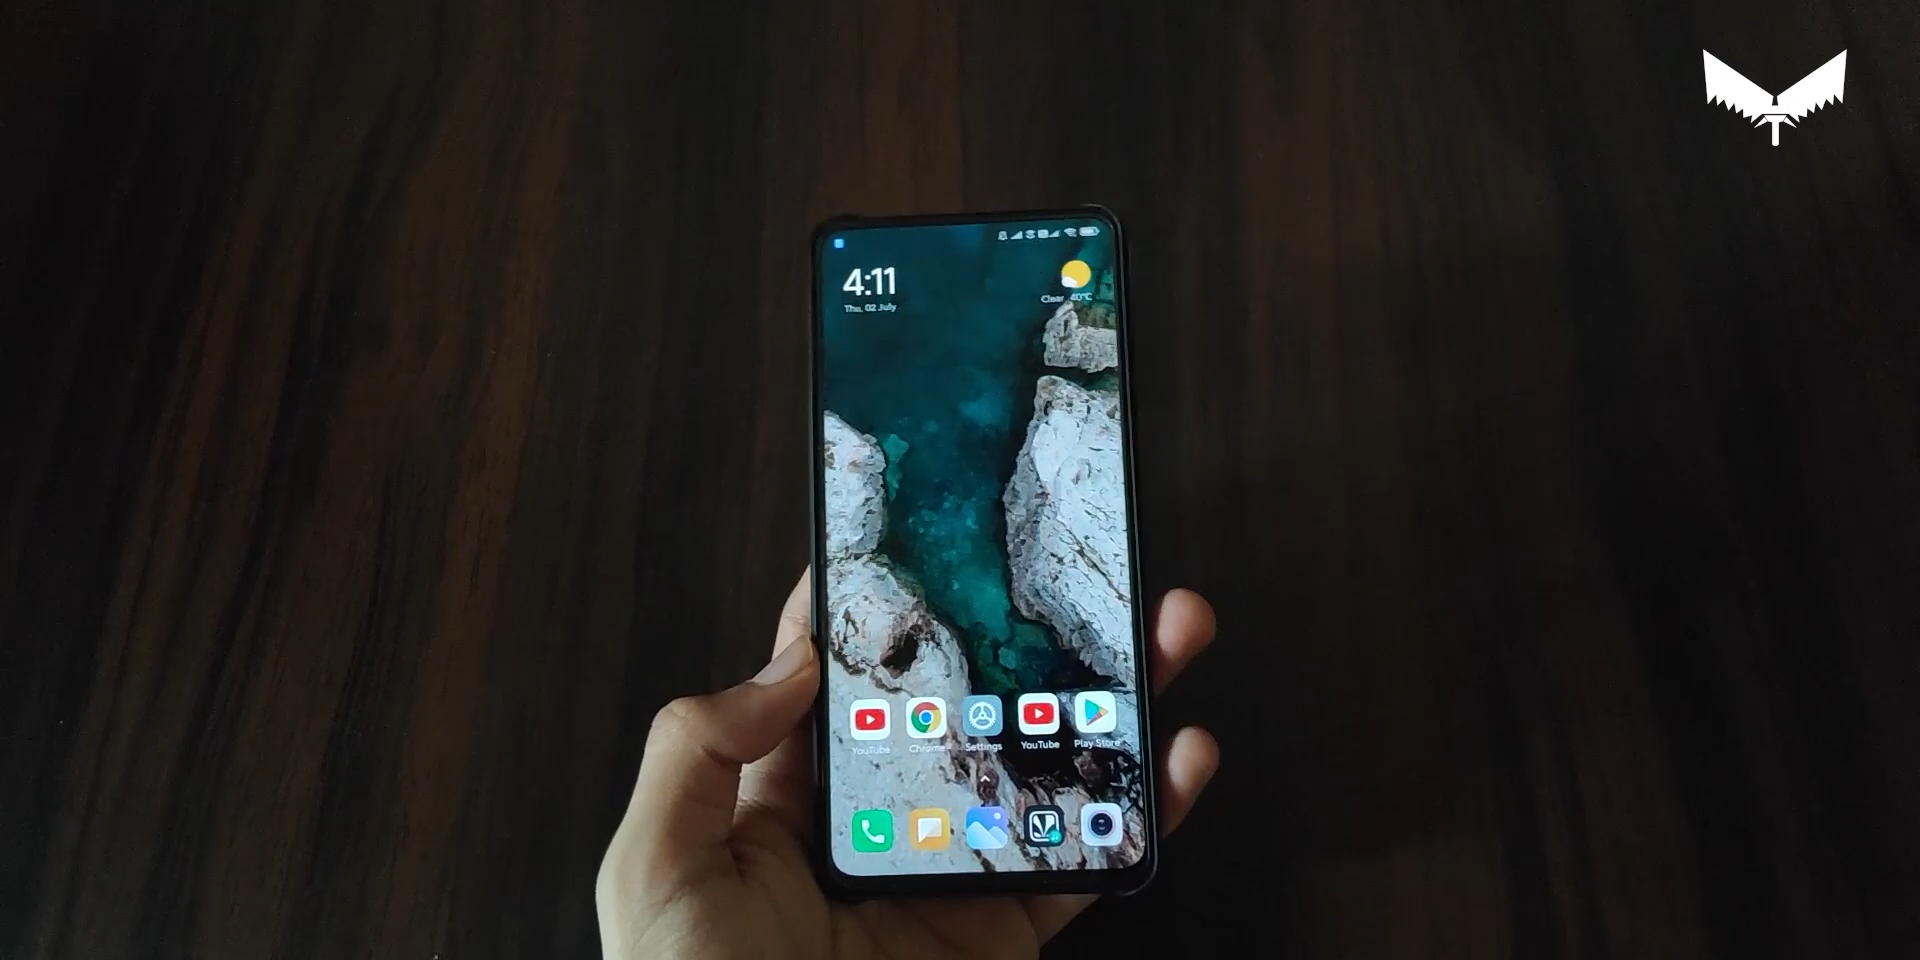 4:11
Thu, 02 July
Clear 40°C
YouTube
Chrome
Settings
YouTube
Play Store